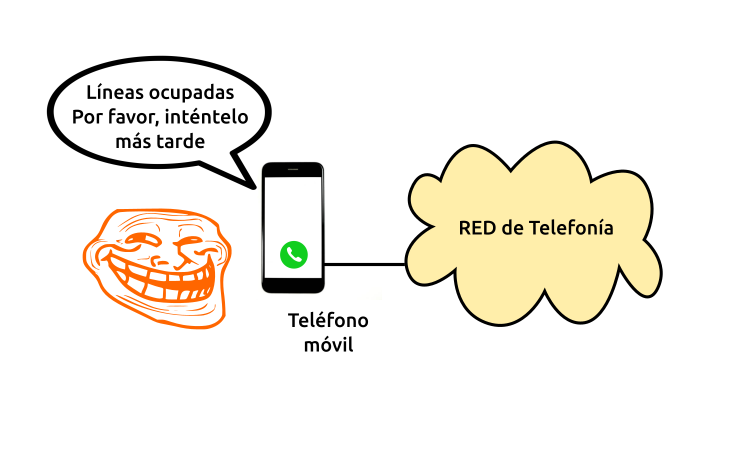 Líneas ocupadas
Por favor, inténtelo
más tarde
RED de Telefonía
Teléfono
móvil